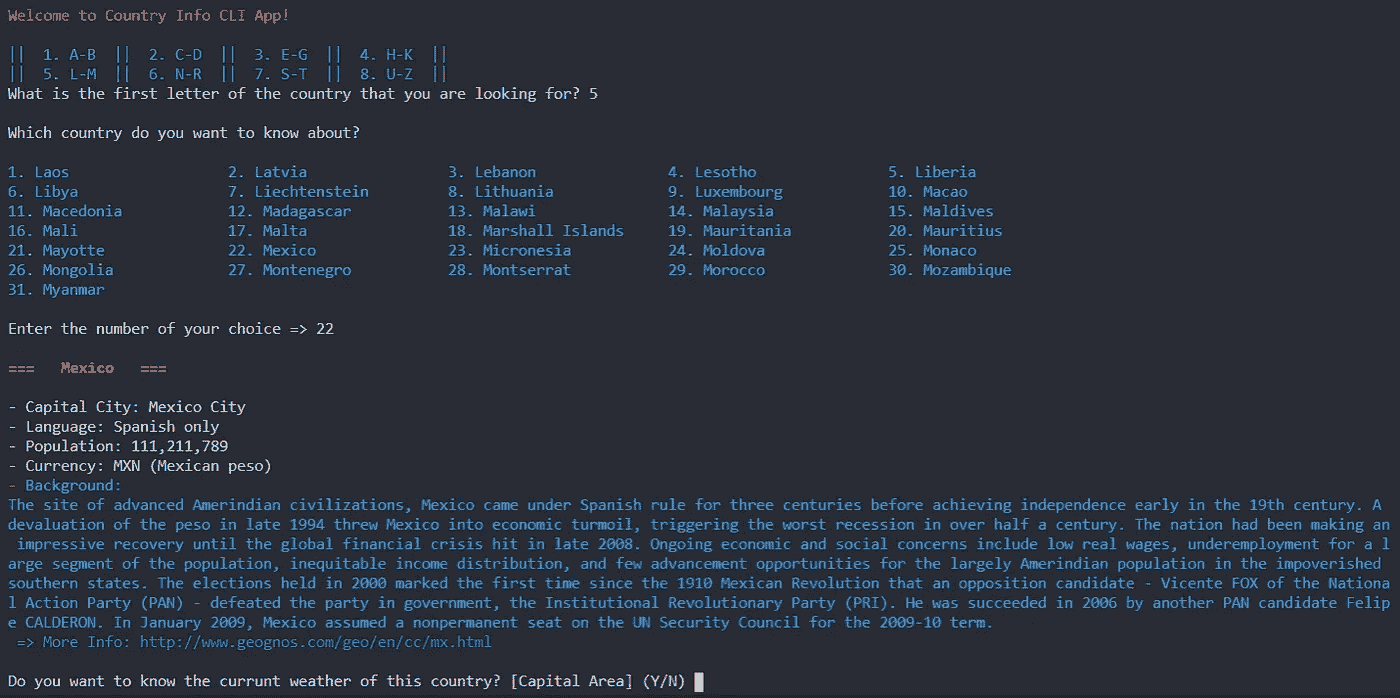 Welcome to Country Info CLI App!
||  1. A-B  ||  2. C-D  ||  3. E-G  ||  4. H-K  ||
||  5. L-M  ||  6. N-R  ||  7. S-T  ||  8. U-Z  ||
What is the first letter of the country that you are looking for? 5
Which country do you want to know about?
1. Laos 2. Latvia 3. Lebanon 4. Lesotho 5. Liberia
6. Libya 7. Liechtenstein 8. Lithuania 9. Luxembourg 10. Macao
11. Macedonia 12. Madagascar 13. Malawi 14. Malaysia 15. Maldives
16. Mali 17. Malta 18. Marshall Islands 19. Mauritania 20. Mauritius
21. Mayotte 22. Mexico 23. Micronesia 24. Moldova 25. Monaco
26. Mongolia 27. Montenegro 28. Montserrat 29. Morocco 30. Mozambique
31. Myanmar
Enter the number of your choice => 22
===   Mexico   ===
- Capital City: Mexico City
- Language: Spanish only
- Population: 111,211,789
- Currency: MXN (Mexican peso)
- Background:
The site of advanced Amerindian civilizations, Mexico came under Spanish rule for three centuries before achieving independence early in the 19th century. A
devaluation of the peso in late 1994 threw Mexico into economic turmoil, triggering the worst recession in over half a century. The nation had been making an
 impressive recovery until the global financial crisis hit in late 2008. Ongoing economic and social concerns include low real wages, underemployment for a l
arge segment of the population, inequitable income distribution, and few advancement opportunities for the largely Amerindian population in the impoverished
southern states. The elections held in 2000 marked the first time since the 1910 Mexican Revolution that an opposition candidate - Vicente FOX of the Nationa
l Action Party (PAN) - defeated the party in government, the Institutional Revolutionary Party (PRI). He was succeeded in 2006 by another PAN candidate Felip
e CALDERON. In January 2009, Mexico assumed a nonpermanent seat on the UN Security Council for the 2009-10 term.
 => More Info: http://www.geognos.com/geo/en/cc/mx.html
Do you want to know the currunt weather of this country? [Capital Area] (Y/N)